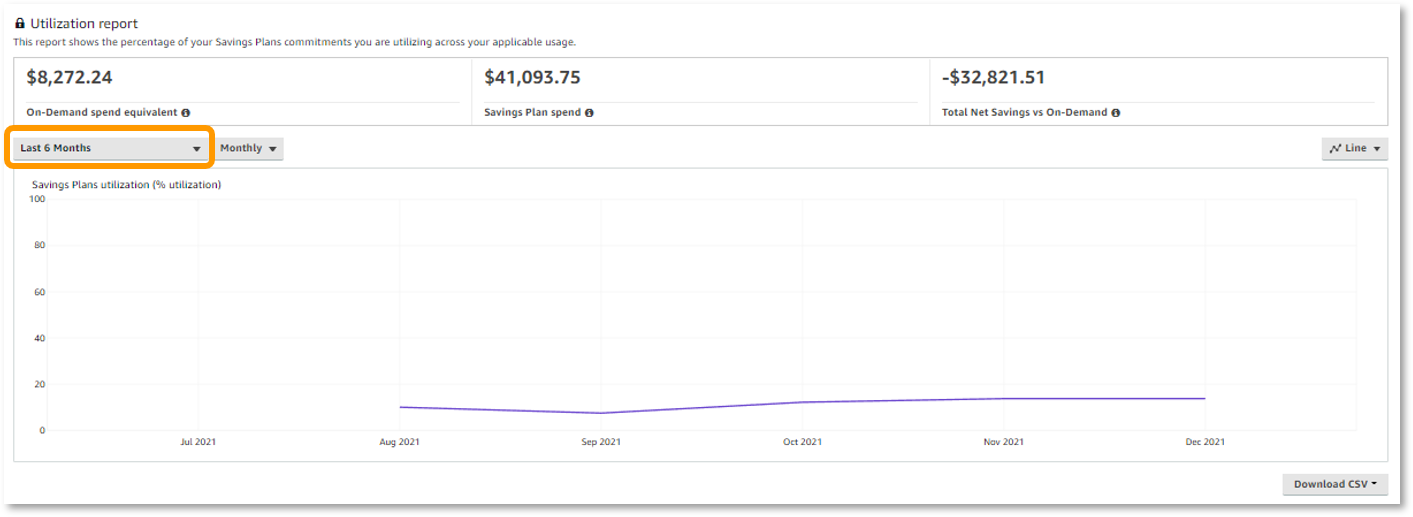 Utilization report
This report shows the percentage of your Savings Plans commitments you are utilizing across your applicable usage.
$8,272.24 $41,093.75 -$32,821.51
On-Demand spend equivalent Savings Plan spend Total Net Savings vs On-Demand
Last 6 Months Monthly Line
Savings Plans utilization (% utilization)
100
80
60
40
20
0
Jul 2021 Aug 2021 Sep 2021 Oct 2021 Nov 2021 Dec 2021
Download CSV